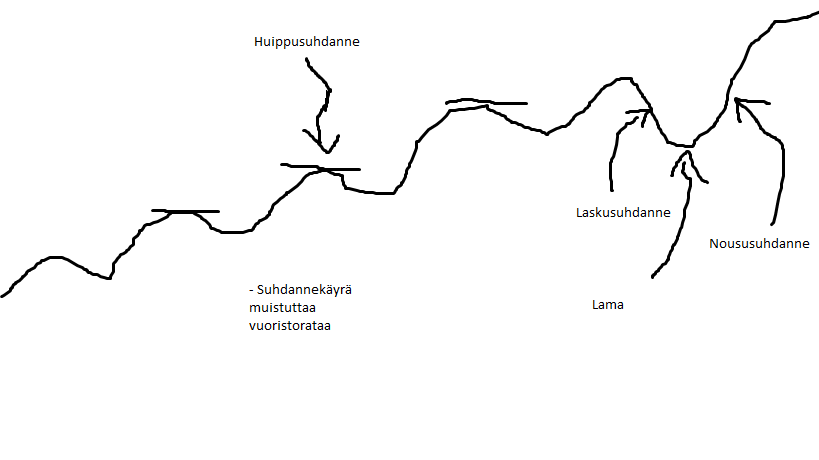 Huippusuhdanne
Laskusuhdanne
Noususuhdanne
- Suhdannekäyrä
muistuttaa
vuoristorataa
Lama